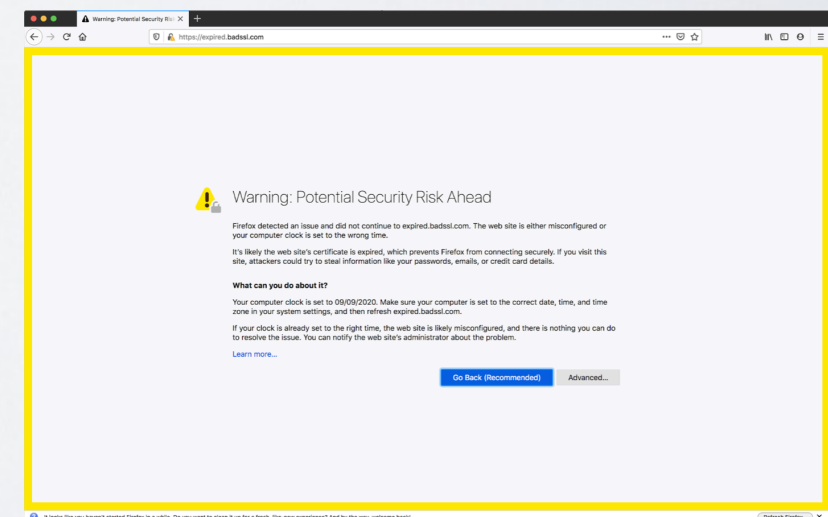 Warning: Potential Security Risk
https://expired.badssl.com
Warning: Potential Security Risk Ahead
Firefox detected an issue and did not continue to expired.badssl.com. The web site is either misconfigured or
your computer clock is set to the wrong time.
It's likely the web site's certificate is expired, which prevents Firefox from connecting securely. If you visit this
site, attackers could try to steal information like your passwords, emails, or credit card details.
What can you do about it?
Your computer clock is set to 09/09/2020. Make sure your computer is set to the correct date, time, and time
zone in your system settings, and then refresh expired.badssl.com.
If your clock is already set to the right time, the web site is likely misconfigured, and there is nothing you can do
to resolve the issue. You can notify the web site's administrator about the problem.
Learn more...
Go Back (Recommended) Advanced...